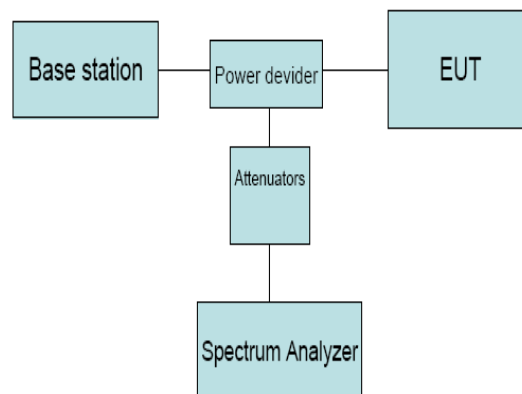 Base station
Power devider
EUT
Attenuators
Spectrum Analyzer